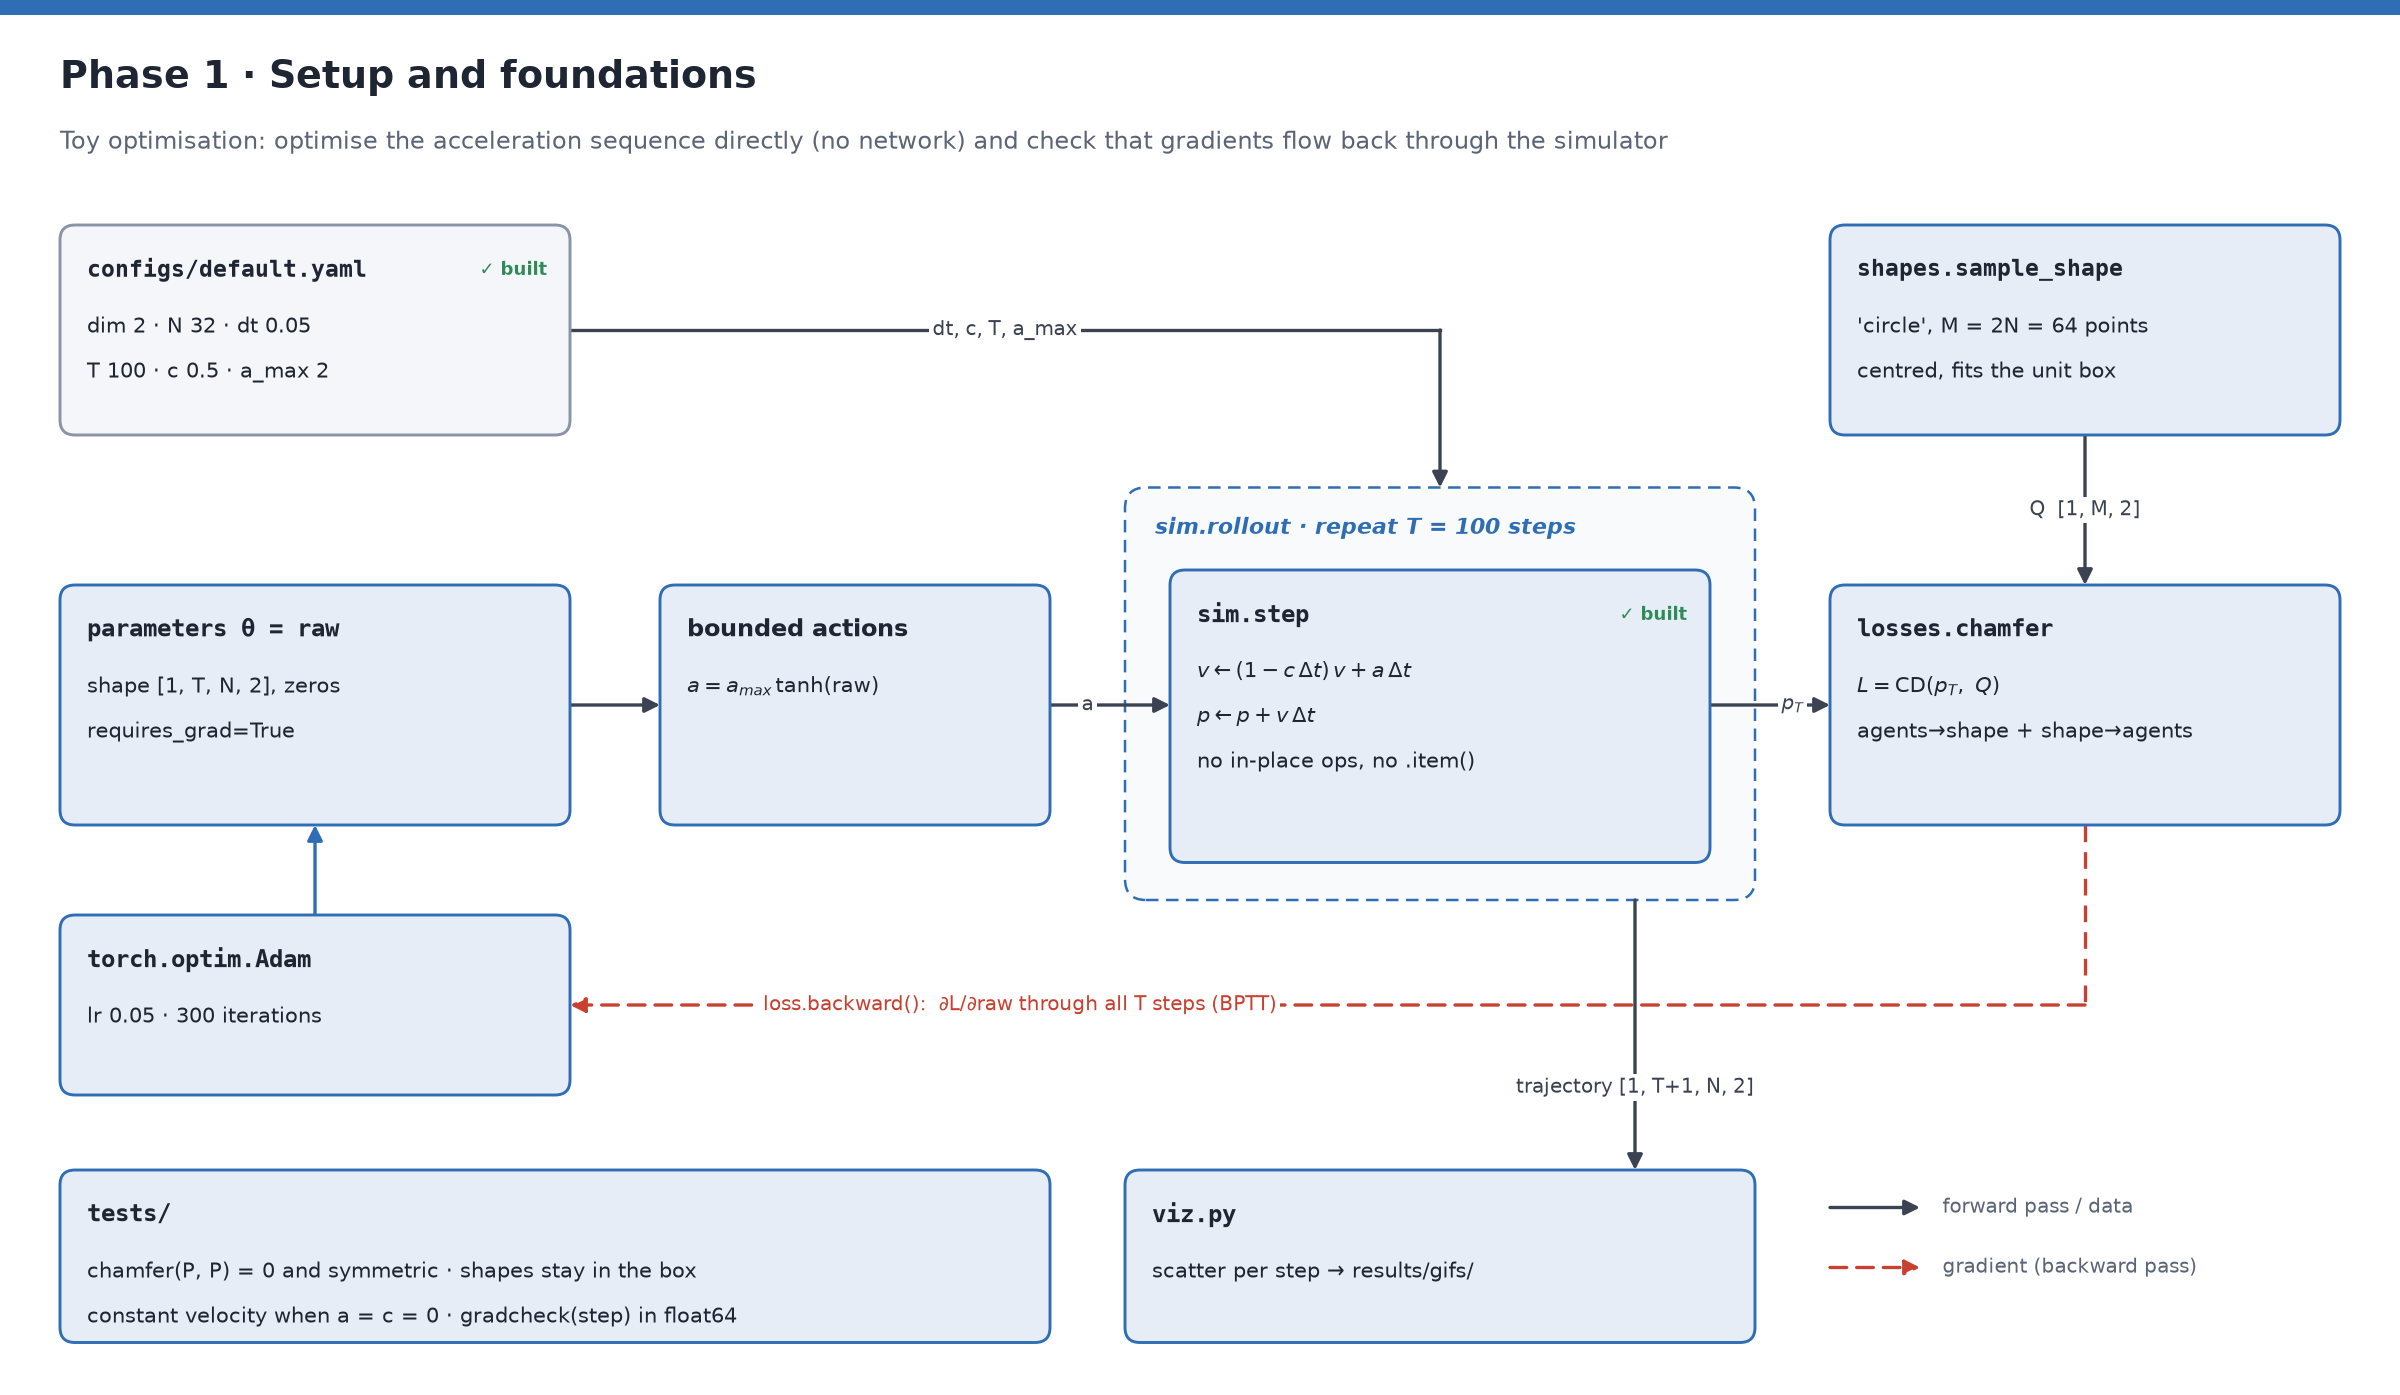 Phase 1 · Setup and foundations
Toy optimisation: optimise the acceleration sequence directly (no network) and check that gradients flow back through the simulator
configs/default.yaml
✓ built
dim 2 · N 32 · dt 0.05
T 100 · c 0.5 · a_max 2
dt, c, T, a_max
shapes.sample_shape
'circle', M = 2N = 64 points
centred, fits the unit box
Q [1, M, 2]
parameters θ = raw
shape [1, T, N, 2], zeros
requires_grad=True
bounded actions
a = a_max tanh(raw)
a
sim.rollout · repeat T = 100 steps
sim.step
✓ built
v ← (1 − c Δt) v + a Δt
p ← p + v Δt
no in-place ops, no .item()
p_T
losses.chamfer
L = CD(p_T, Q)
agents→shape + shape→agents
torch.optim.Adam
lr 0.05 · 300 iterations
loss.backward(): ∂L/∂raw through all T steps (BPTT)
trajectory [1, T+1, N, 2]
tests/
chamfer(P, P) = 0 and symmetric · shapes stay in the box
constant velocity when a = c = 0 · gradcheck(step) in float64
viz.py
scatter per step → results/gifs/
forward pass / data
gradient (backward pass)